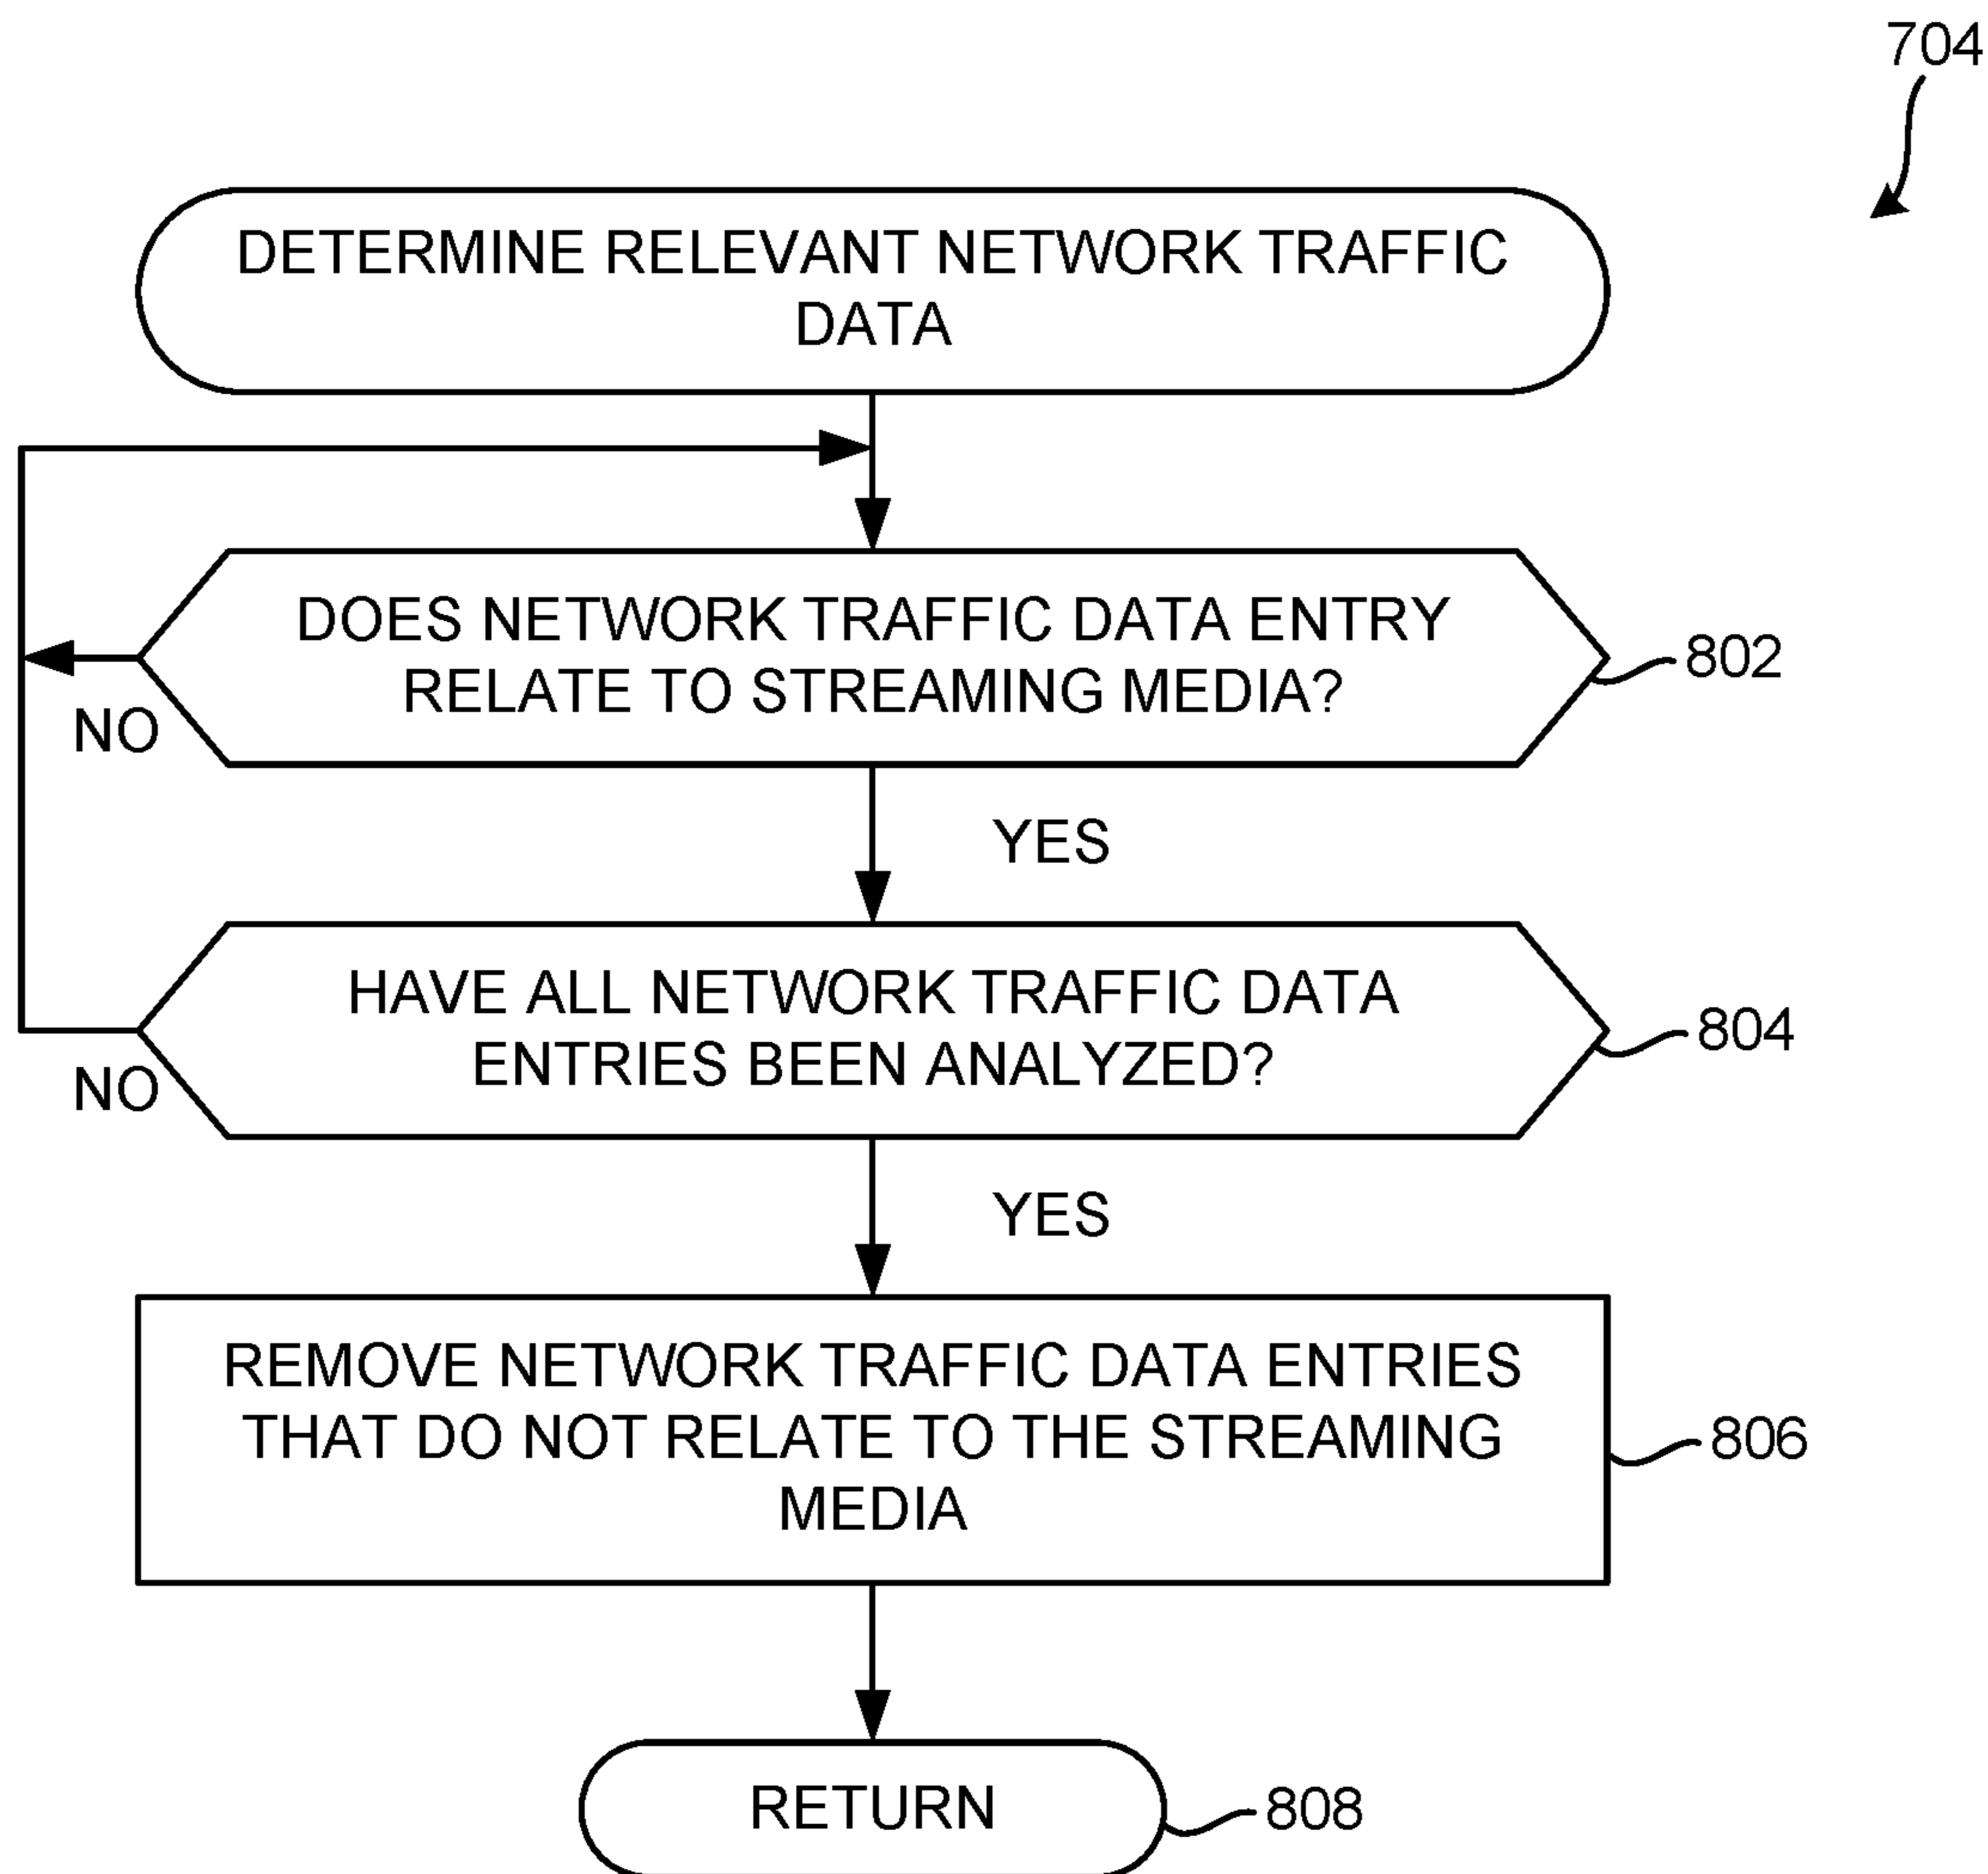 704
DETERMINE RELEVANT NETWORK TRAFFIC
DATA
DOES NETWORK TRAFFIC DATA ENTRY
RELATE TO STREAMING MEDIA?
802
NO
YES
HAVE ALL NETWORK TRAFFIC DATA
ENTRIES BEEN ANALYZED?
804
NO
YES
REMOVE NETWORK TRAFFIC DATA ENTRIES
THAT DO NOT RELATE TO THE STREAMING
MEDIA
806
RETURN
808